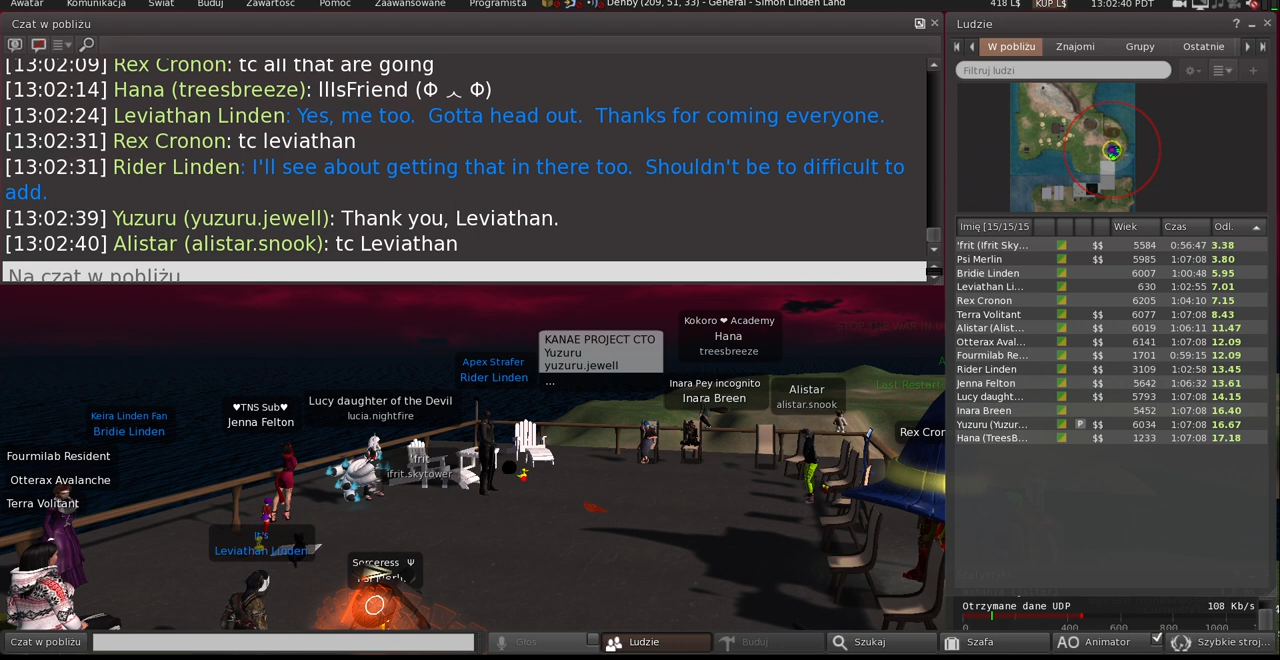 Awatar Komunikacja Świat Buduj Zawartość Pomoc Zaawansowane Programista Denby (209, 51, 33) - General - Simon Linden Land 418 L$ KUP L$ 13:02:40 PDT
Czat w pobliżu
[13:02:09] Rex Cronon: tc all that are going
[13:02:14] Hana (treesbreeze): lllIsFriend (Φ ︿ Φ)
[13:02:24] Leviathan Linden: Yes, me too. Gotta head out. Thanks for coming everyone.
[13:02:31] Rex Cronon: tc leviathan
[13:02:31] Rider Linden: I'll see about getting that in there too. Shouldn't be to difficult to
add.
[13:02:39] Yuzuru (yuzuru.jewell): Thank you, Leviathan.
[13:02:40] Alistar (alistar.snook): tc Leviathan
Na czat w pobliżu
Kokoro ❤ Academy
Hana
treesbreeze
KANAE PROJECT CTO
Yuzuru
yuzuru.jewell
...
Apex Strafer
Rider Linden
Inara Pey incognito
Inara Breen
Alistar
alistar.snook
Last Restart
Lucy daughter of the Devil
lucia.nightfire
♥TNS Sub♥
Jenna Felton
Keira Linden Fan
Bridie Linden
Rex Cron
Fourmilab Resident
Otterax Avalanche
Terra Volitant
'frit
ifrit.skytower
It's
Leviathan Linden
Sorceress Ψ
Ludzie
? _ ×
W pobliżu Znajomi Grupy Ostatnie
Filtruj ludzi
Imię [15/15/15 Wiek Czas Odl.
'frit (Ifrit Sky... $$ 5584 0:56:47 3.38
Psi Merlin $$ 5985 1:07:08 3.80
Bridie Linden 6007 1:00:48 5.95
Leviathan Li... 630 1:02:55 7.01
Rex Cronon 6205 1:04:10 7.15
Terra Volitant $$ 6077 1:07:08 8.43
Alistar (Alist... $$ 6019 1:06:11 11.47
Otterax Aval... $$ 6141 1:07:08 12.09
Fourmilab Re... $$ 1701 0:59:15 12.09
Rider Linden $$ 3109 1:02:58 13.45
Jenna Felton $$ 5642 1:06:32 13.61
Lucy daught... $$ 5793 1:07:08 14.15
Inara Breen 5452 1:07:08 16.40
Yuzuru (Yuzur... P $$ 6034 1:07:08 16.67
Hana (TreesB... $$ 1233 1:07:08 17.18
Otrzymane dane UDP 108 Kb/s
0 200 400 600 800 1000
Czat w pobliżu Głos Ludzie Buduj Szukaj Szafa AO Animator Szybkie stroj...